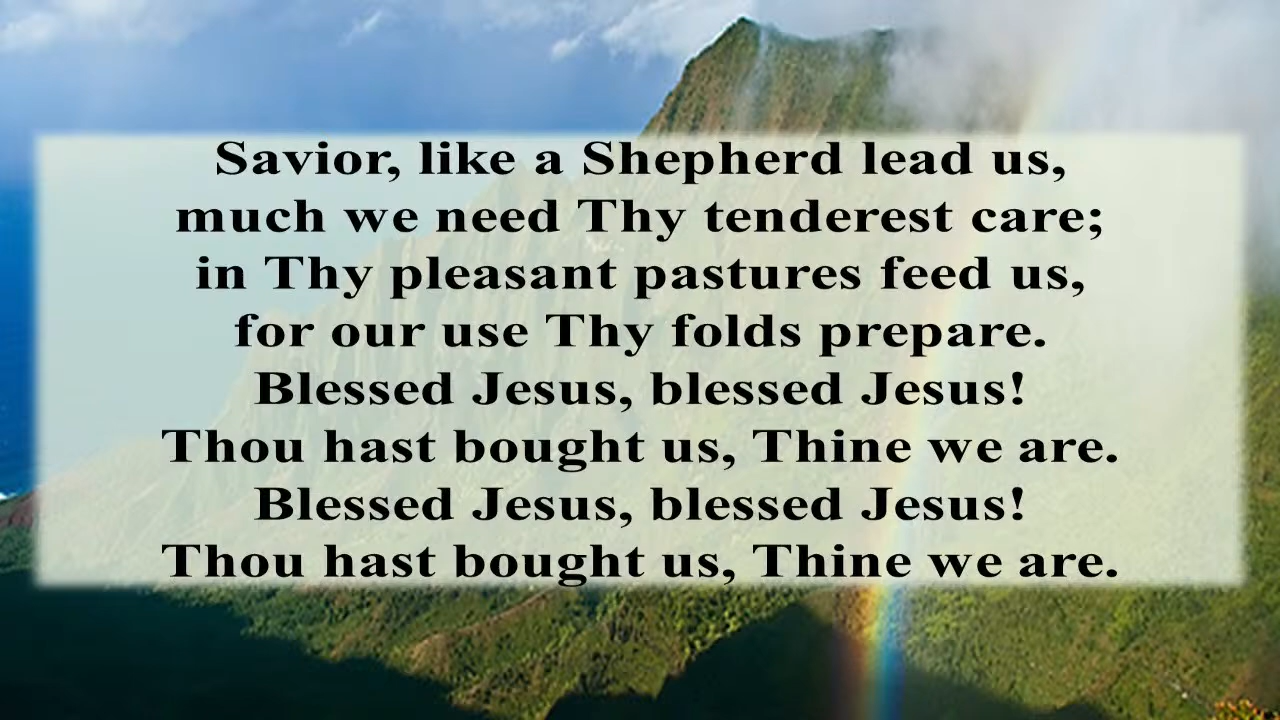 Savior, like a Shepherd lead us,
much we need Thy tenderest care;
in Thy pleasant pastures feed us,
for our use Thy folds prepare.
Blessed Jesus, blessed Jesus!
Thou hast bought us, Thine we are.
Blessed Jesus, blessed Jesus!
Thou hast bought us, Thine we are.